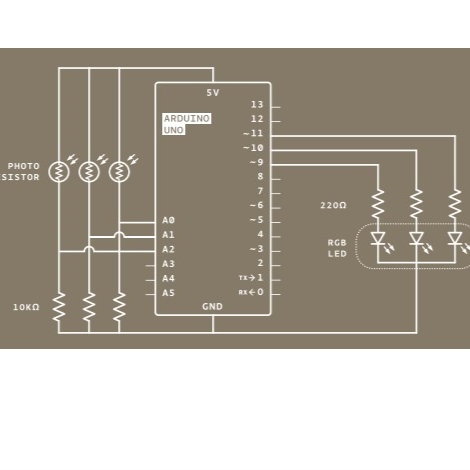 5V
ARDUINO
UNO
13
12
~11
~10
~9
8
7
~6
~5
4
~3
2
TX→1
RX←0
PHOTO
SISTOR
A0
A1
A2
A3
A4
A5
220Ω
RGB
LED
10KΩ
GND